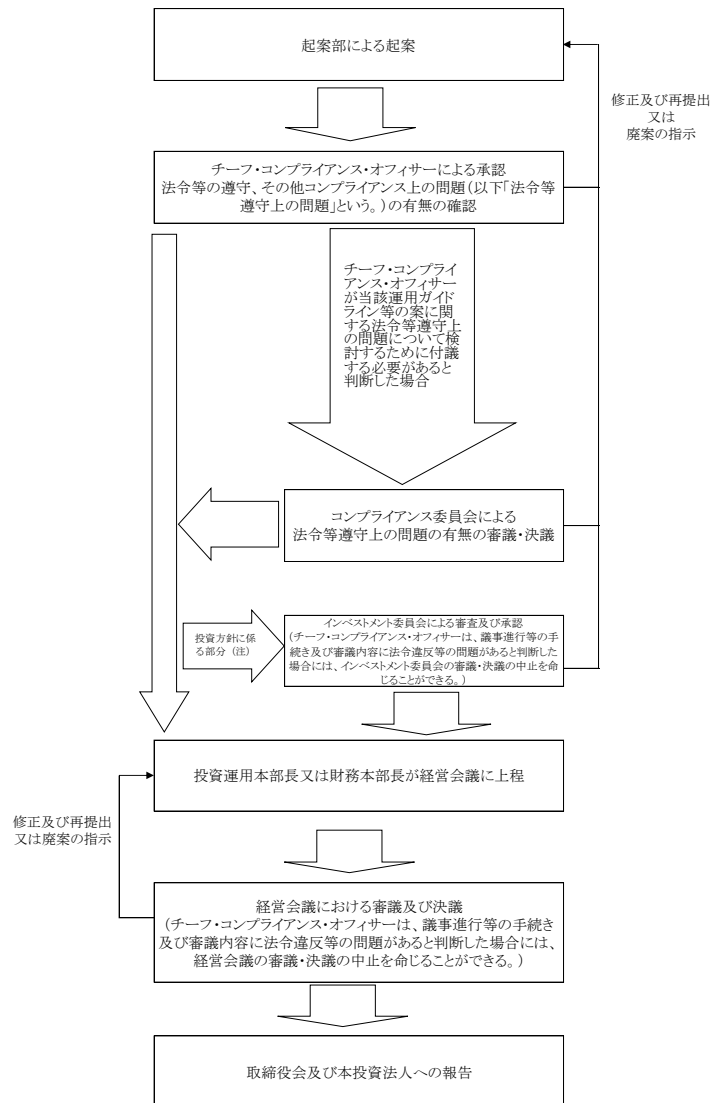 起案部による起案
修正及び再提出
又は
廃案の指示
チーフ・コンプライアンス・オフィサーによる承認
法令等の遵守、その他コンプライアンス上の問題(以下「法令等
遵守上の問題」という。)の有無の確認
チーフ・コンプライ
アンス・オフィサー
が当該運用ガイド
ライン等の案に関
する法令等遵守上
の問題について検
討するために付議
する必要があると
判断した場合
コンプライアンス委員会による
法令等遵守上の問題の有無の審議・決議
投資方針に係
る部分（注）
インベストメント委員会による審査及び承認
(チーフ・コンプライアンス・オフィサーは、議事進行等の手
続き及び審議内容に法令違反等の問題があると判断した
場合には、インベストメント委員会の審議・決議の中止を命
じることができる。)
投資運用本部長又は財務本部長が経営会議に上程
修正及び再提出
又は廃案の指示
経営会議における審議及び決議
(チーフ・コンプライアンス・オフィサーは、議事進行等の手続き
及び審議内容に法令違反等の問題があると判断した場合には、
経営会議の審議・決議の中止を命じることができる。)
取締役会及び本投資法人への報告